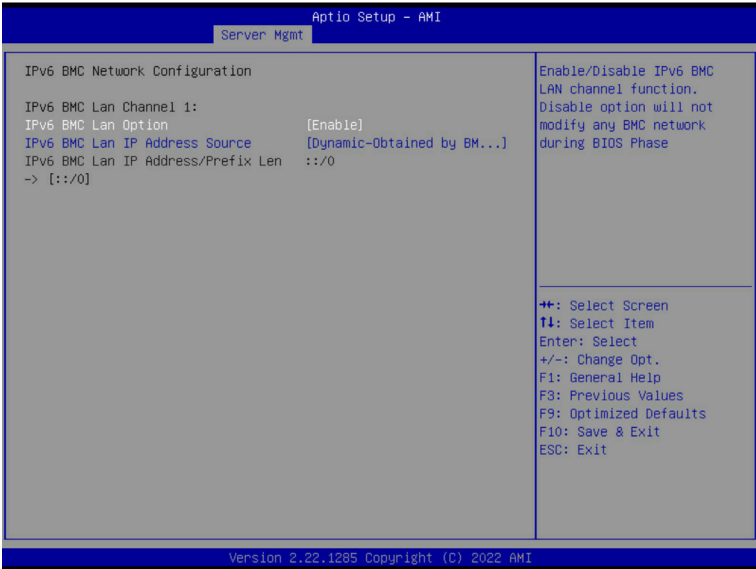 Aptio Setup – AMI
Server Mgmt
IPv6 BMC Network Configuration
IPv6 BMC Lan Channel 1:
IPv6 BMC Lan Option [Enable]
IPv6 BMC Lan IP Address Source [Dynamic-Obtained by BM...]
IPv6 BMC Lan IP Address/Prefix Len ::/0
-> [::/0]
Enable/Disable IPv6 BMC
LAN channel function.
Disable option will not
modify any BMC network
during BIOS Phase
→←: Select Screen
↑↓: Select Item
Enter: Select
+/-: Change Opt.
F1: General Help
F3: Previous Values
F9: Optimized Defaults
F10: Save & Exit
ESC: Exit
Version 2.22.1285 Copyright (C) 2022 AMI